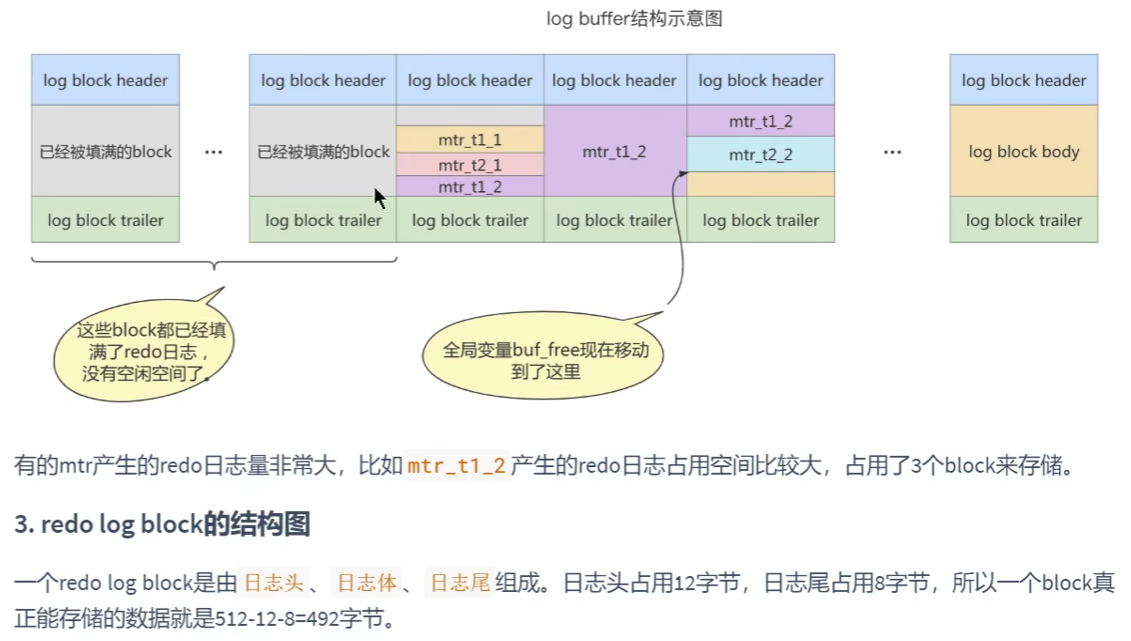 log buffer结构示意图
log block header
log block header
log block header
log block header
log block header
log block header
已经被填满的block
...
已经被填满的block
mtr_t1_1
mtr_t2_1
mtr_t1_2
mtr_t1_2
mtr_t1_2
mtr_t2_2
...
log block body
log block trailer
log block trailer
log block trailer
log block trailer
log block trailer
log block trailer
这些block都已经填
满了redo日志，
没有空闲空间了。
全局变量buf_free现在移动
到了这里
有的mtr产生的redo日志量非常大，比如mtr_t1_2产生的redo日志占用空间比较大，占用了3个block来存储。
3. redo log block的结构图
一个redo log block是由日志头、日志体、日志尾组成。日志头占用12字节，日志尾占用8字节，所以一个block真
正能存储的数据就是512-12-8=492字节。